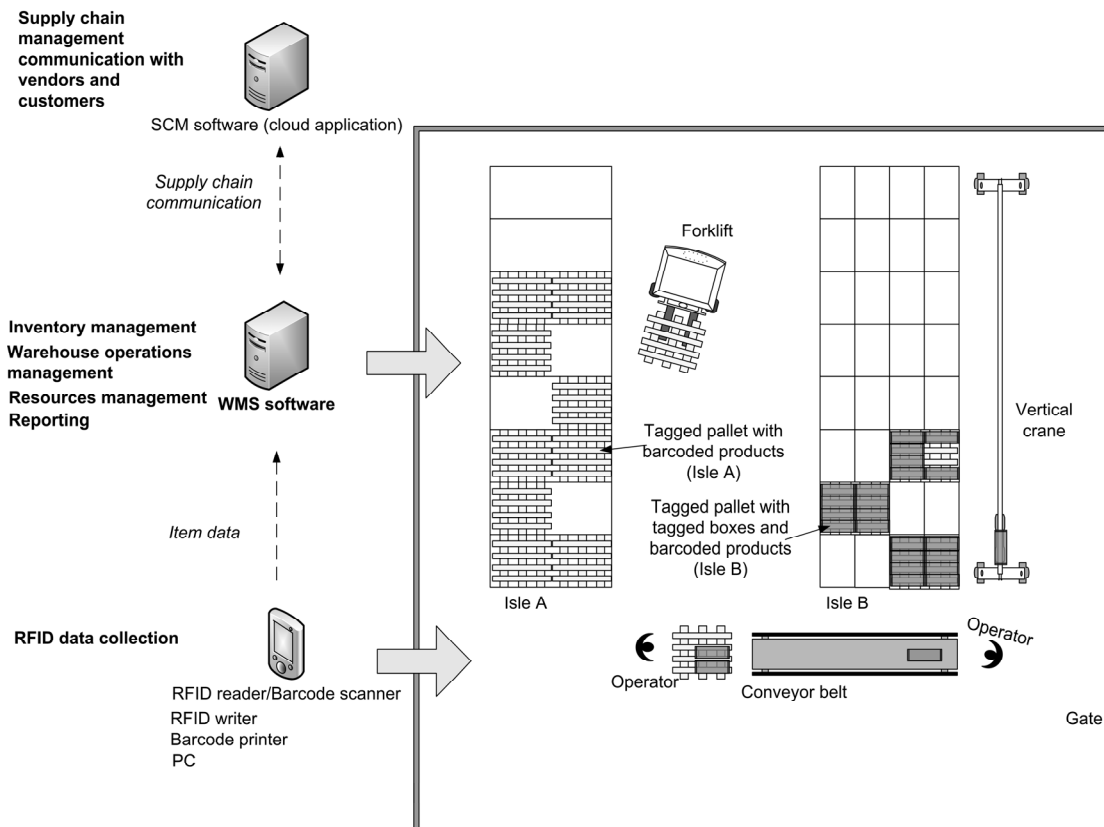 Supply chain
management
communication with
vendors and
customers
SCM software (cloud application)
Supply chain
communication
Inventory management
Warehouse operations
management
Resources management
Reporting
WMS software
Item data
RFID data collection
RFID reader/Barcode scanner
RFID writer
Barcode printer
PC
Forklift
Tagged pallet with
barcoded products
(Isle A)
Tagged pallet with
tagged boxes and
barcoded products
(Isle B)
Vertical
crane
Isle A
Isle B
Operator
Conveyor belt
Operator
Gate